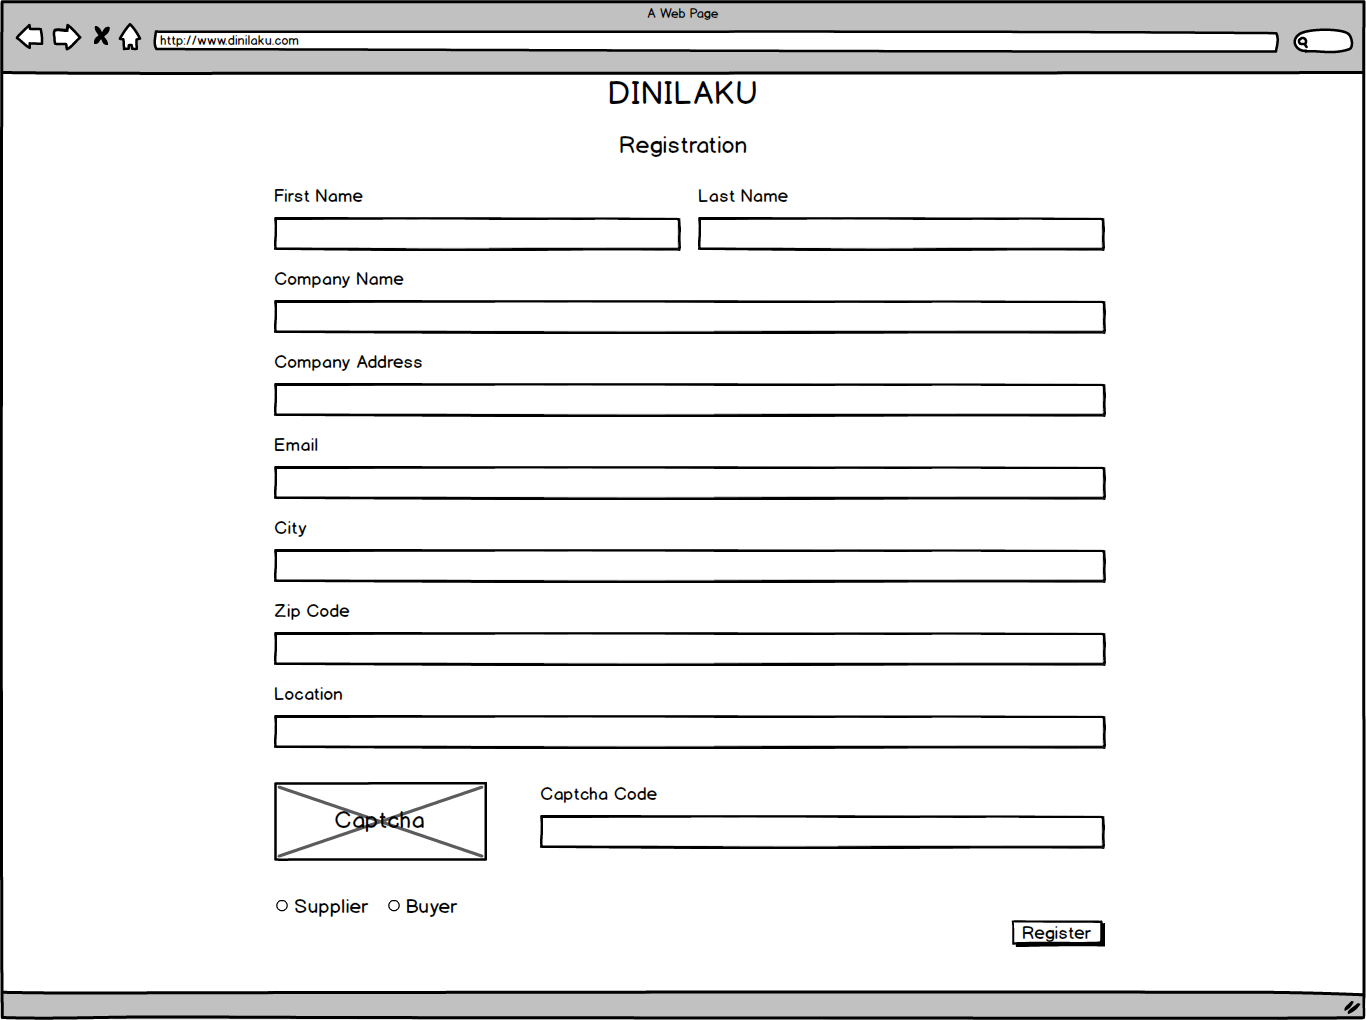 A Web Page
http://www.dinilaku.com
DINILAKU
Registration
First Name Last Name
Company Name
Company Address
Email
City
Zip Code
Location
Captcha Code
Captcha
Supplier Buyer
Register